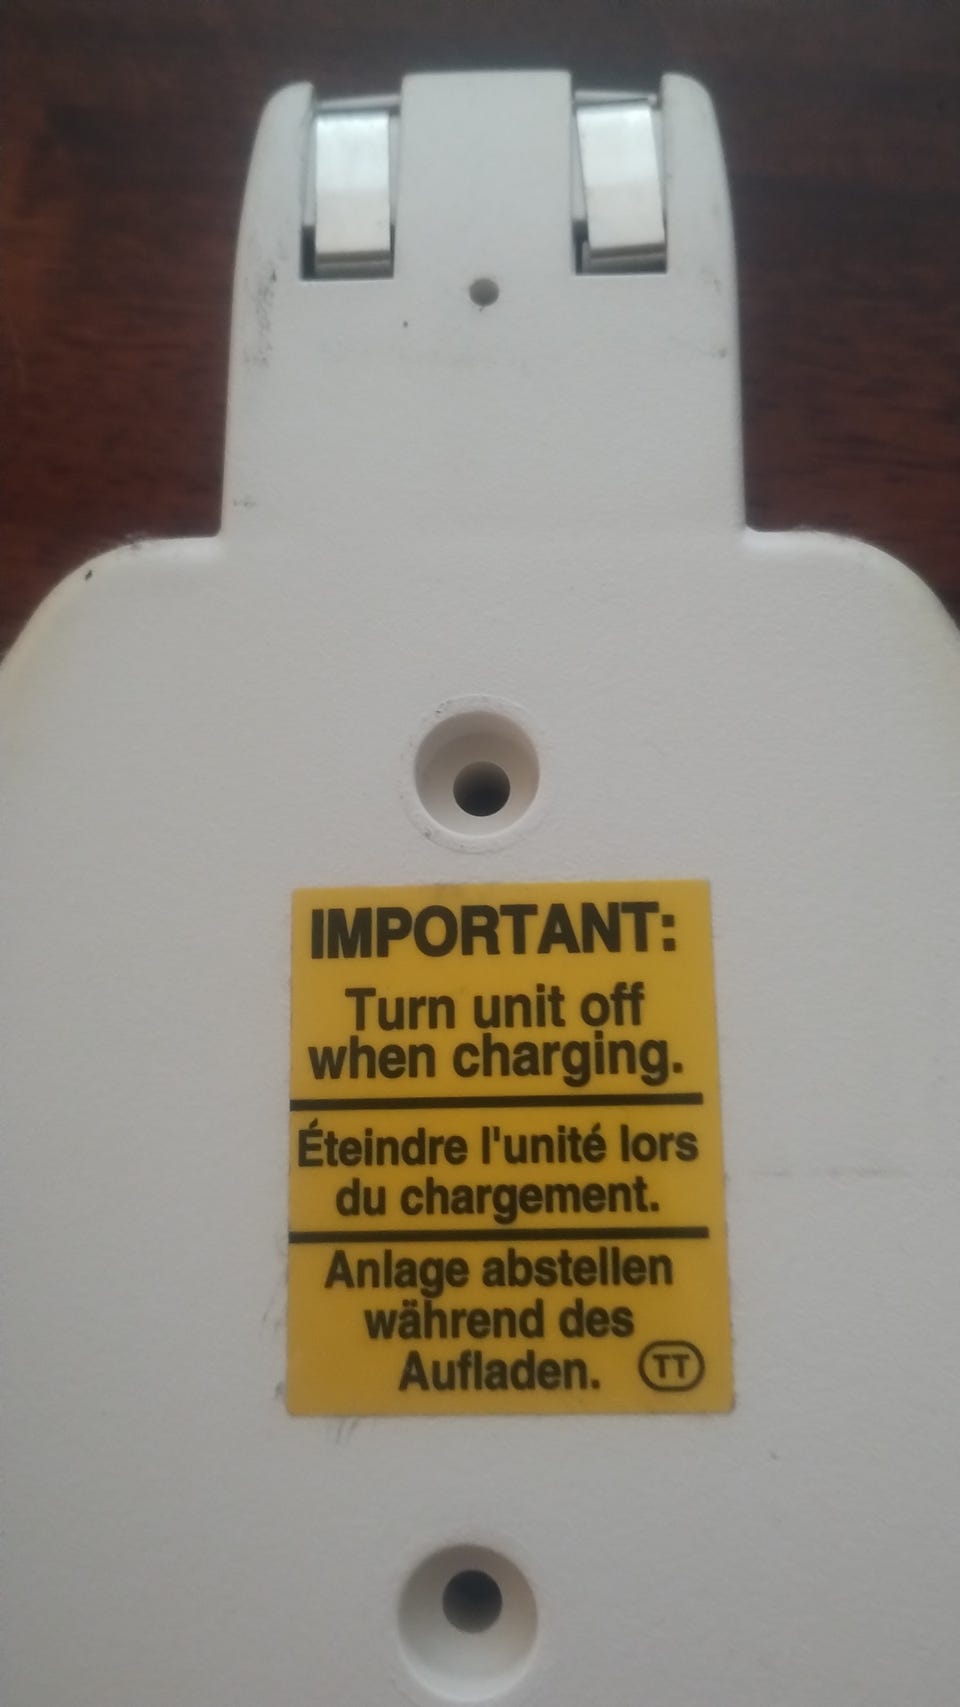 IMPORTANT:
Turn unit off
when charging.
Éteindre l'unité lors
du chargement.
Anlage abstellen
während des
Aufladen. TT